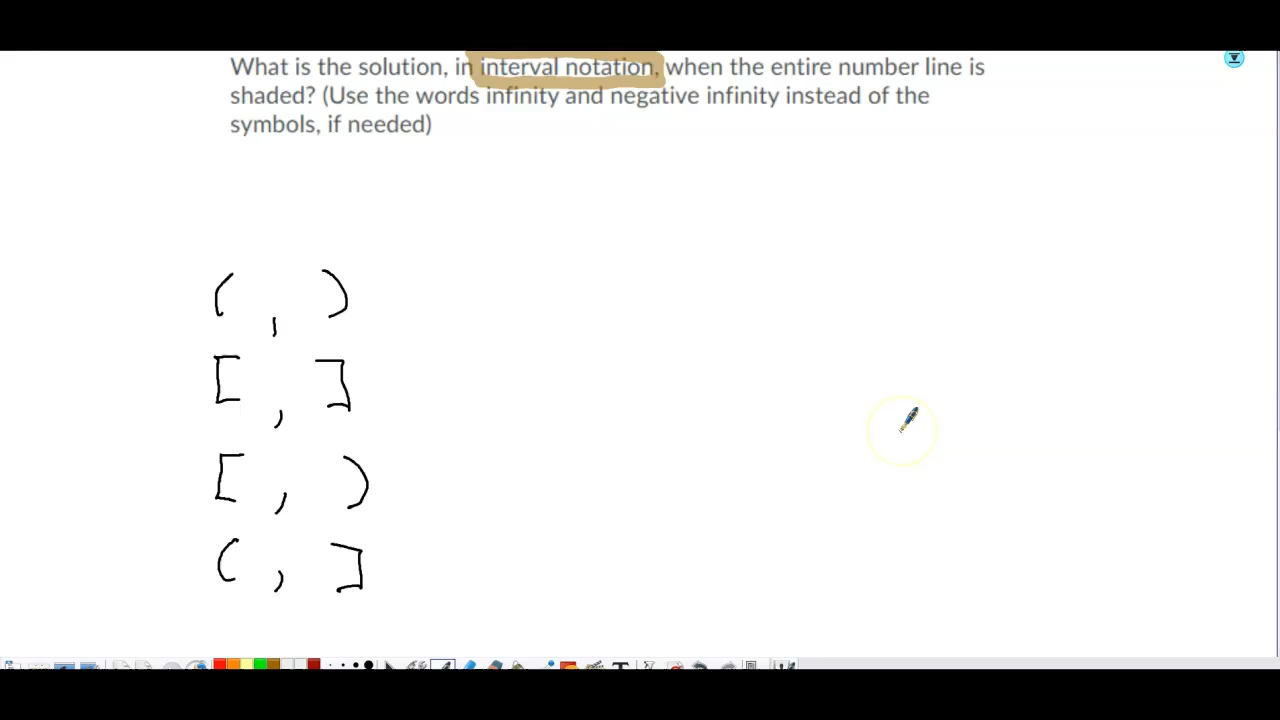 What is the solution, in interval notation, when the entire number line is
shaded? (Use the words infinity and negative infinity instead of the
symbols, if needed)
( , )
[ , ]
[ , )
( , ]